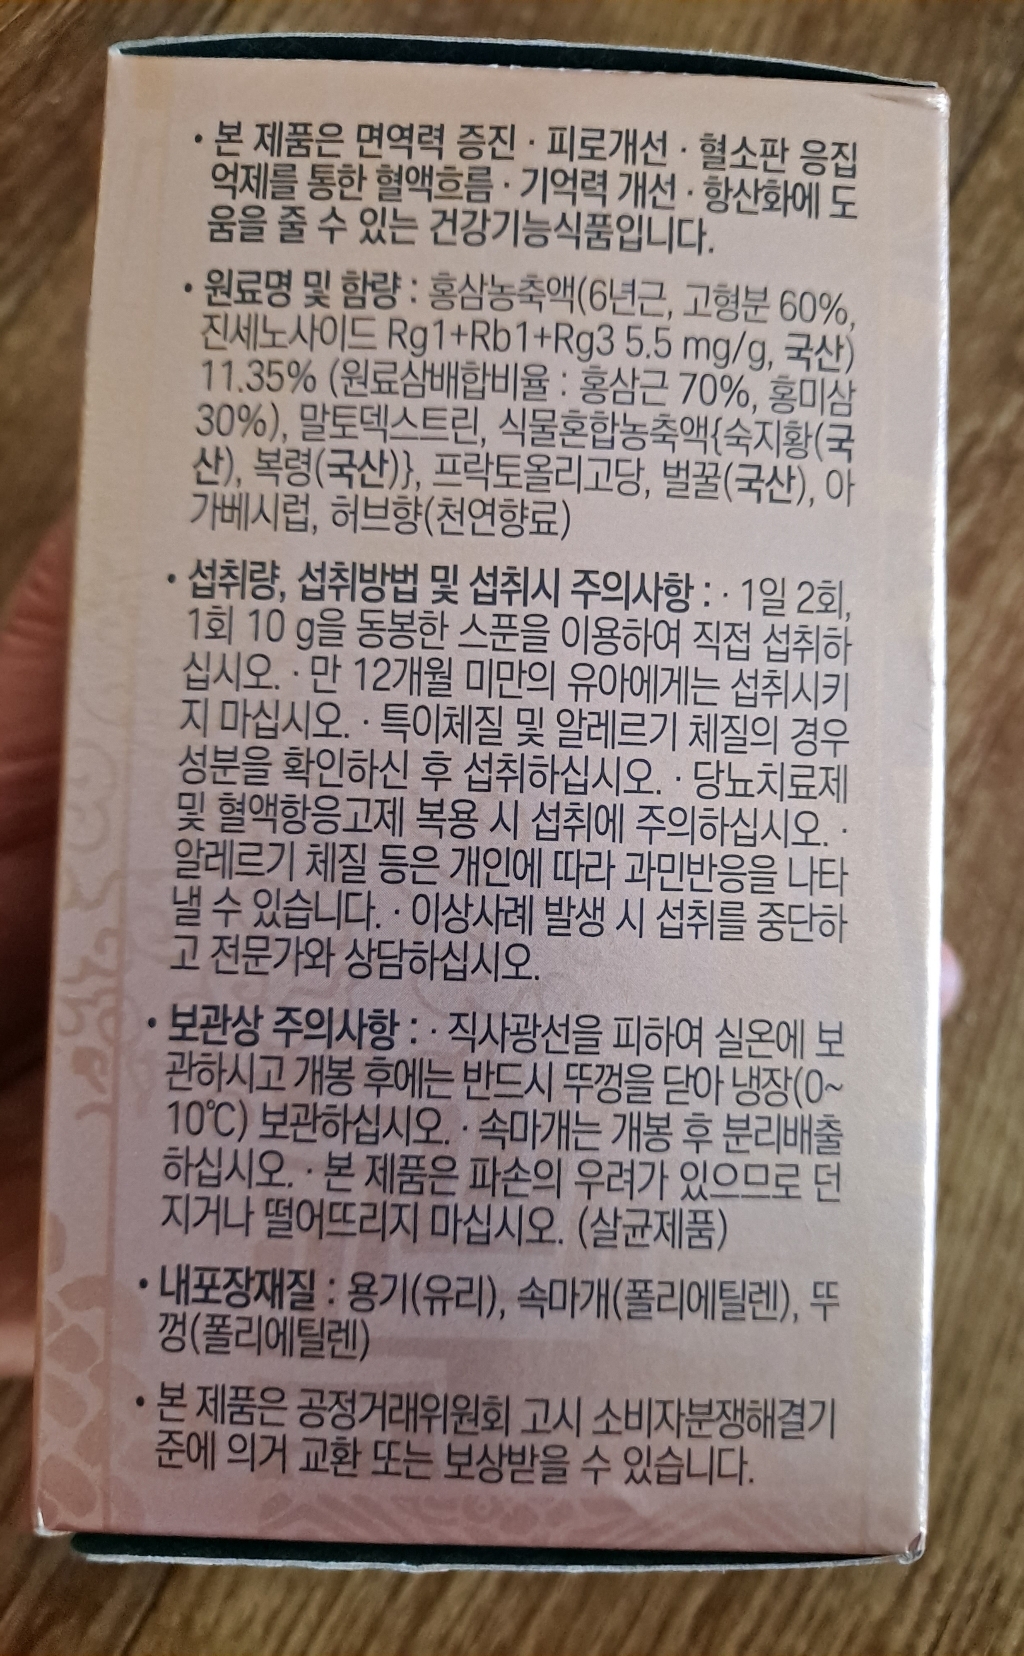 • 본 제품은 면역력 증진 · 피로개선 · 혈소판 응집
억제를 통한 혈액흐름 · 기억력 개선 · 항산화에 도
움을 줄 수 있는 건강기능식품입니다.
• 원료명 및 함량 : 홍삼농축액(6년근, 고형분 60%,
진세노사이드 Rg1+Rb1+Rg3 5.5 mg/g, 국산)
11.35% (원료삼배합비율 : 홍삼근 70%, 홍미삼
30%), 말토덱스트린, 식물혼합농축액{숙지황(국
산), 복령(국산)}, 프락토올리고당, 벌꿀(국산), 아
가베시럽, 허브향(천연향료)
• 섭취량, 섭취방법 및 섭취시 주의사항 : · 1일 2회,
1회 10 g을 동봉한 스푼을 이용하여 직접 섭취하
십시오. · 만 12개월 미만의 유아에게는 섭취시키
지 마십시오. · 특이체질 및 알레르기 체질의 경우
성분을 확인하신 후 섭취하십시오. · 당뇨치료제
및 혈액항응고제 복용 시 섭취에 주의하십시오. ·
알레르기 체질 등은 개인에 따라 과민반응을 나타
낼 수 있습니다. · 이상사례 발생 시 섭취를 중단하
고 전문가와 상담하십시오.
• 보관상 주의사항 : · 직사광선을 피하여 실온에 보
관하시고 개봉 후에는 반드시 뚜껑을 닫아 냉장(0~
10℃) 보관하십시오. · 속마개는 개봉 후 분리배출
하십시오. · 본 제품은 파손의 우려가 있으므로 던
지거나 떨어뜨리지 마십시오. (살균제품)
• 내포장재질 : 용기(유리), 속마개(폴리에틸렌), 뚜
껑(폴리에틸렌)
• 본 제품은 공정거래위원회 고시 소비자분쟁해결기
준에 의거 교환 또는 보상받을 수 있습니다.